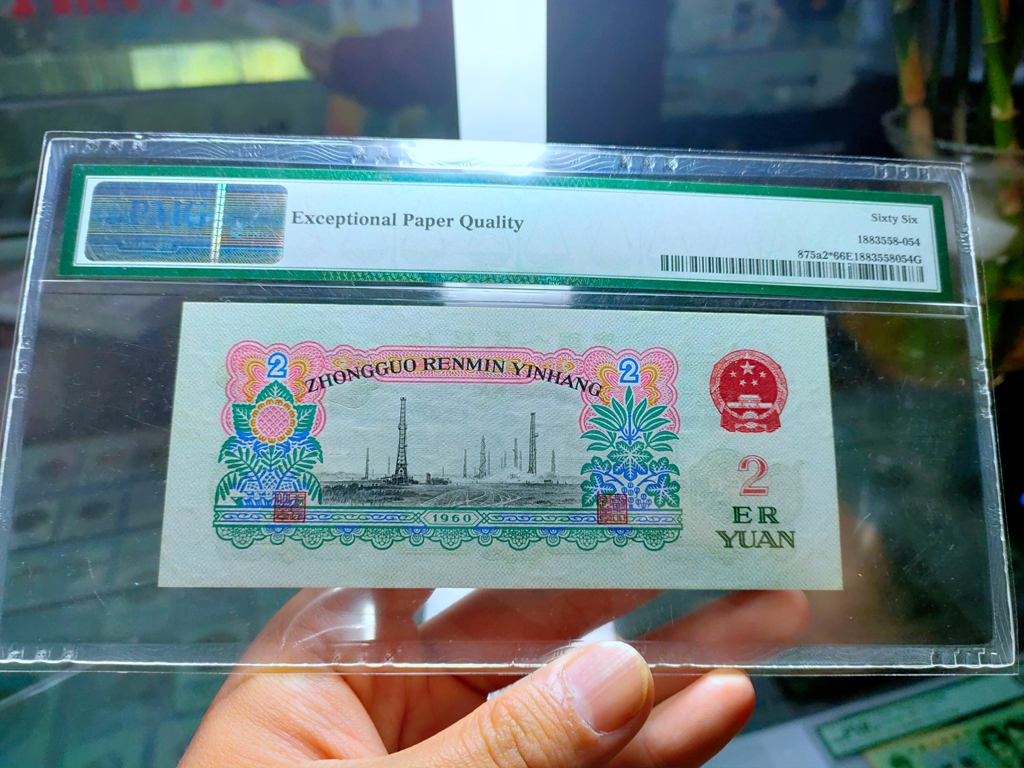 PMG
Exceptional Paper Quality
Sixty Six
1883558-054
875a2*66E1883558054G
2
2
ZHONGGUO RENMIN YINHANG
2
ER
YUAN
1960